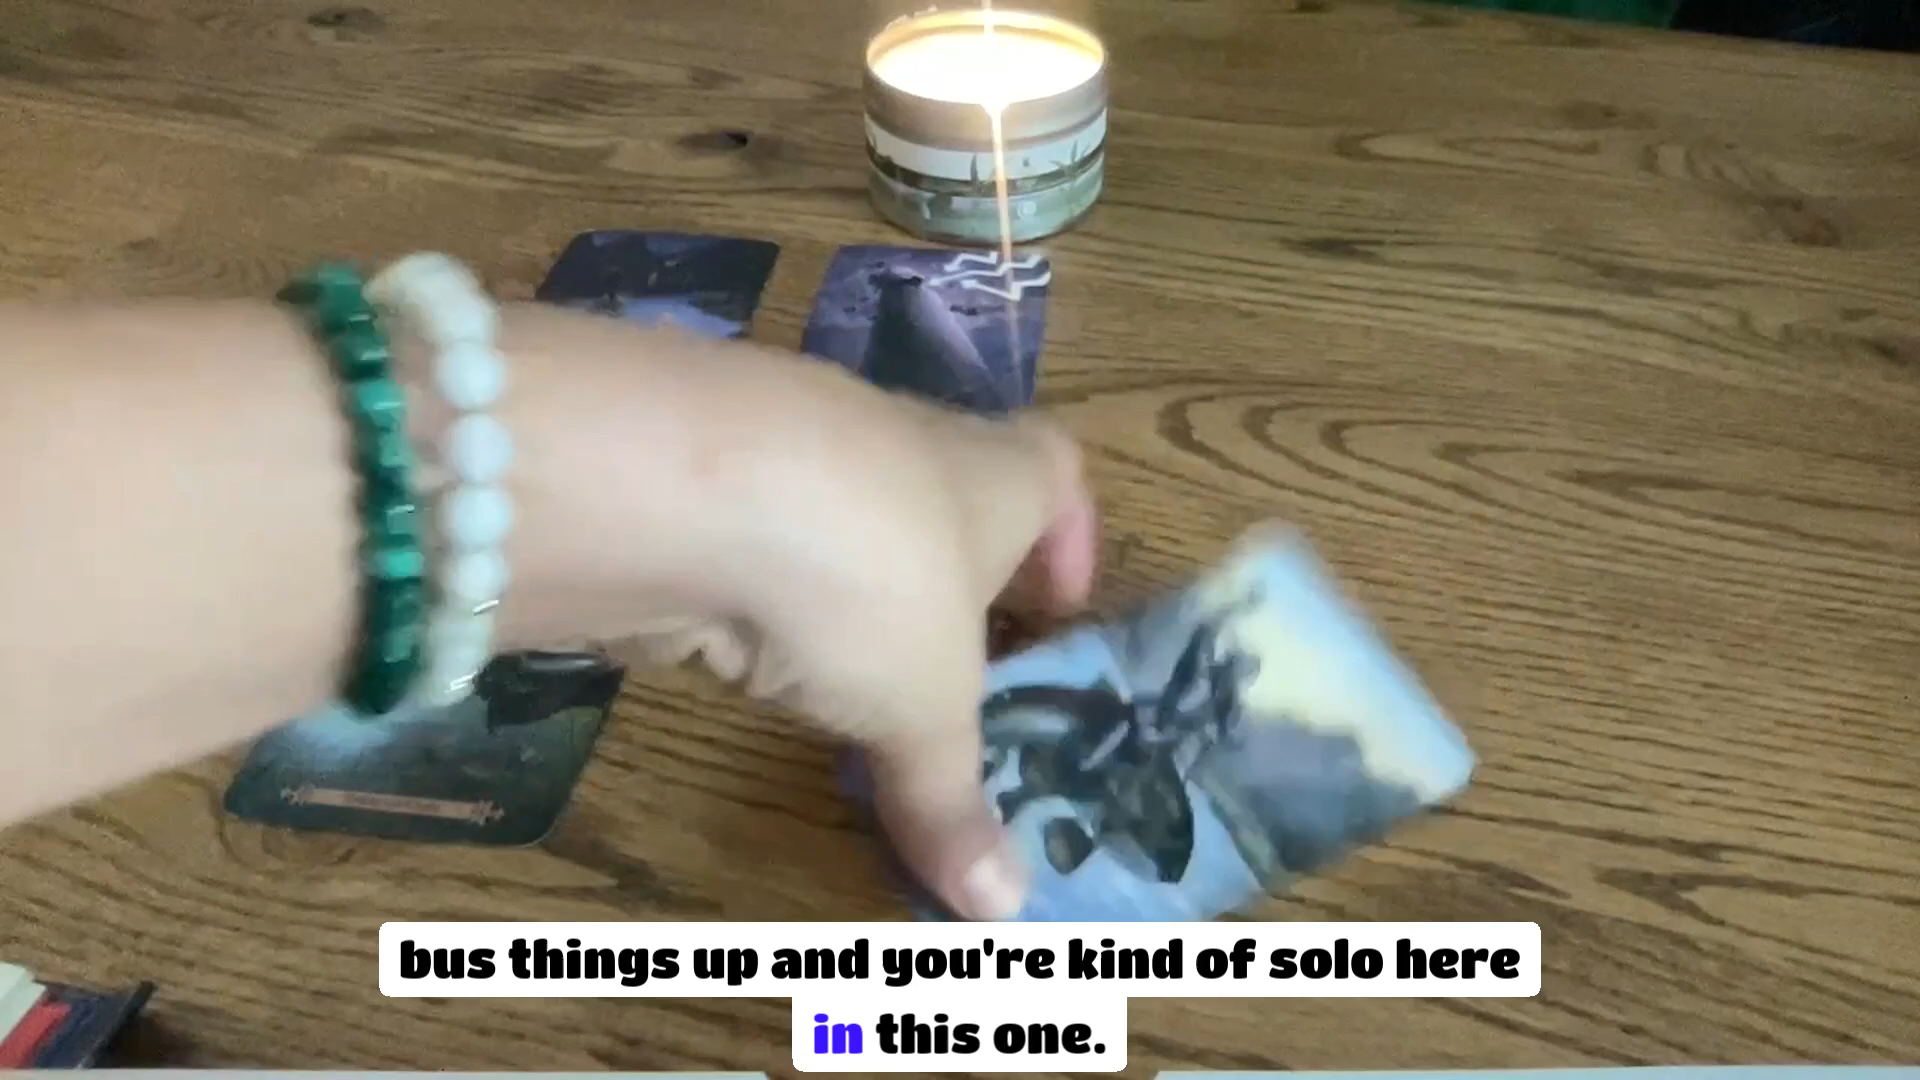 bus things up and you're kind of solo here
in this one.